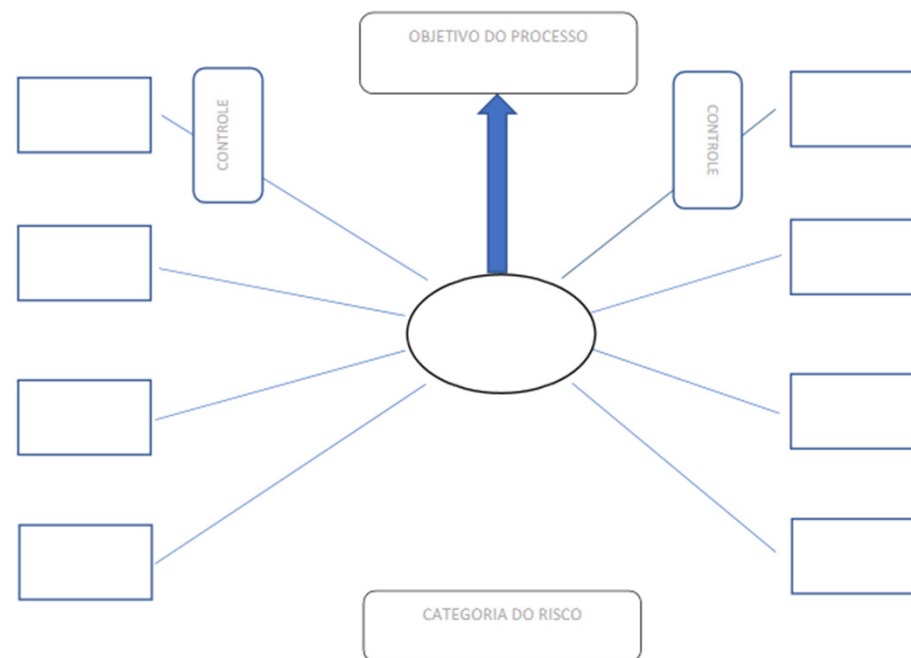 OBJETIVO DO PROCESSO
CONTROLE
CONTROLE
CATEGORIA DO RISCO